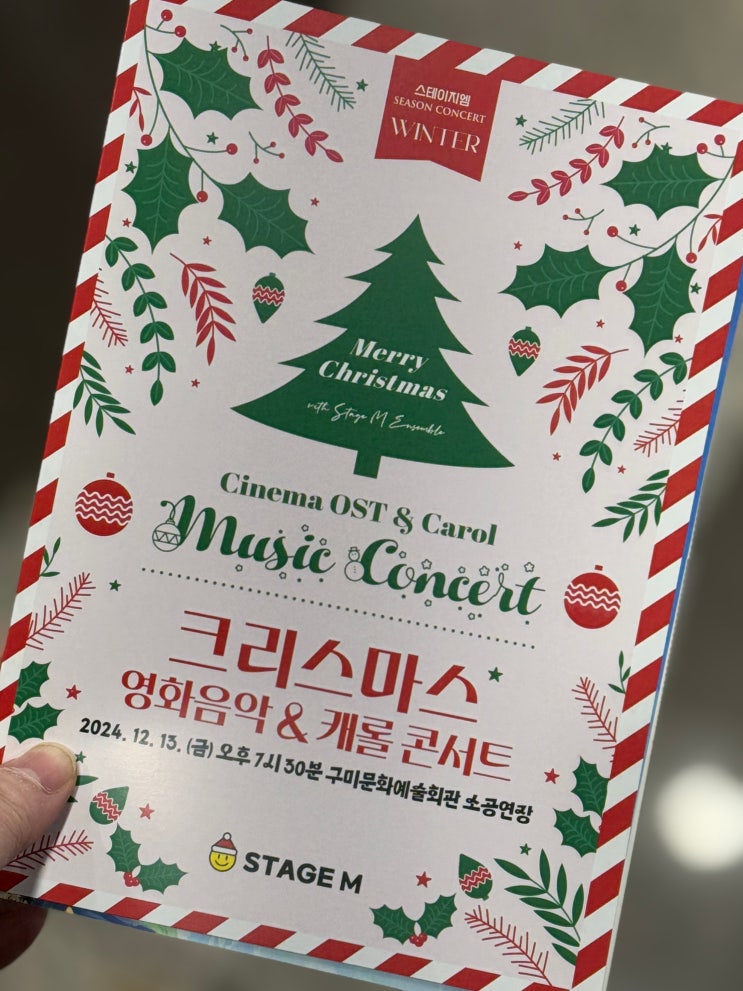 스테이지엠
SEASON CONCERT
WINTER
Merry
Christmas
with Stage M Ensemble
Cinema OST & Carol
Music Concert
크리스마스
영화음악 & 캐롤 콘서트
2024. 12. 13. (금) 오후 7시 30분 구미문화예술회관 소공연장
STAGE M